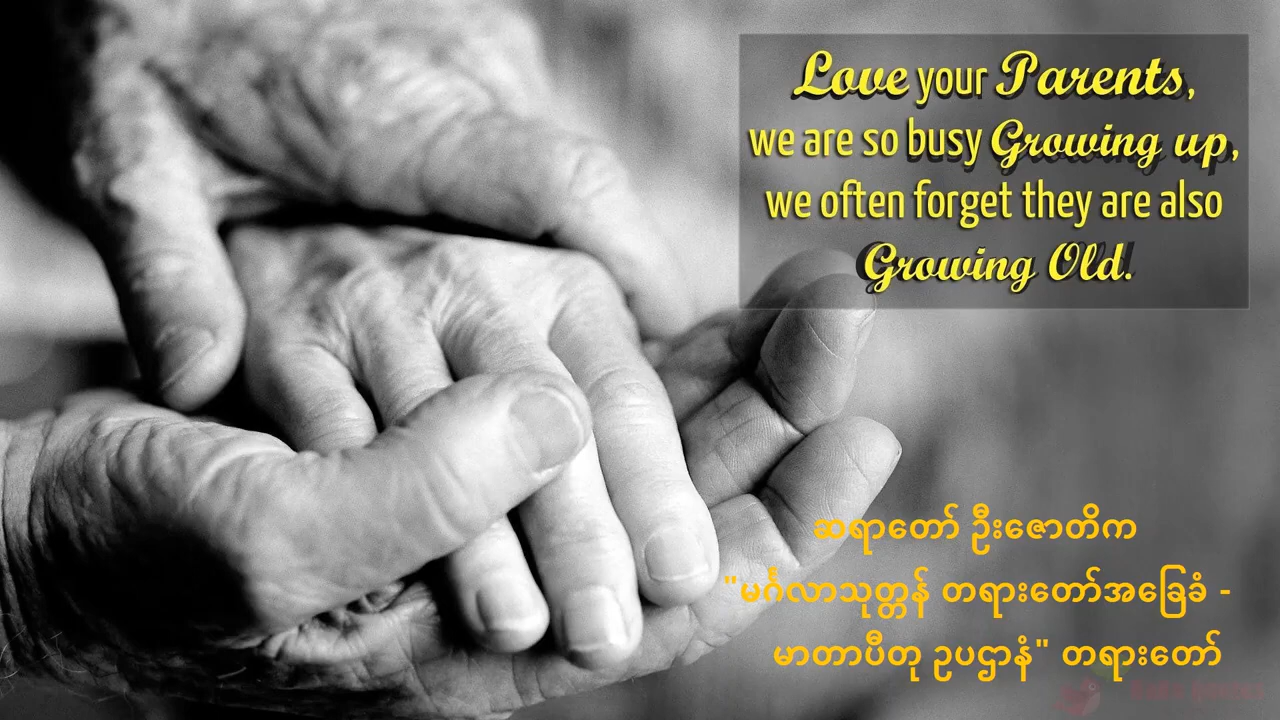 Love your Parents,
we are so busy Growing up,
we often forget they are also
Growing Old.
ဆရာတော် ဦးဇောတိက
"မင်္ဂလာသုတ္တန် တရားတော်အခြေခံ -
မာတာပီတု ဥပဌာနံ" တရားတော်